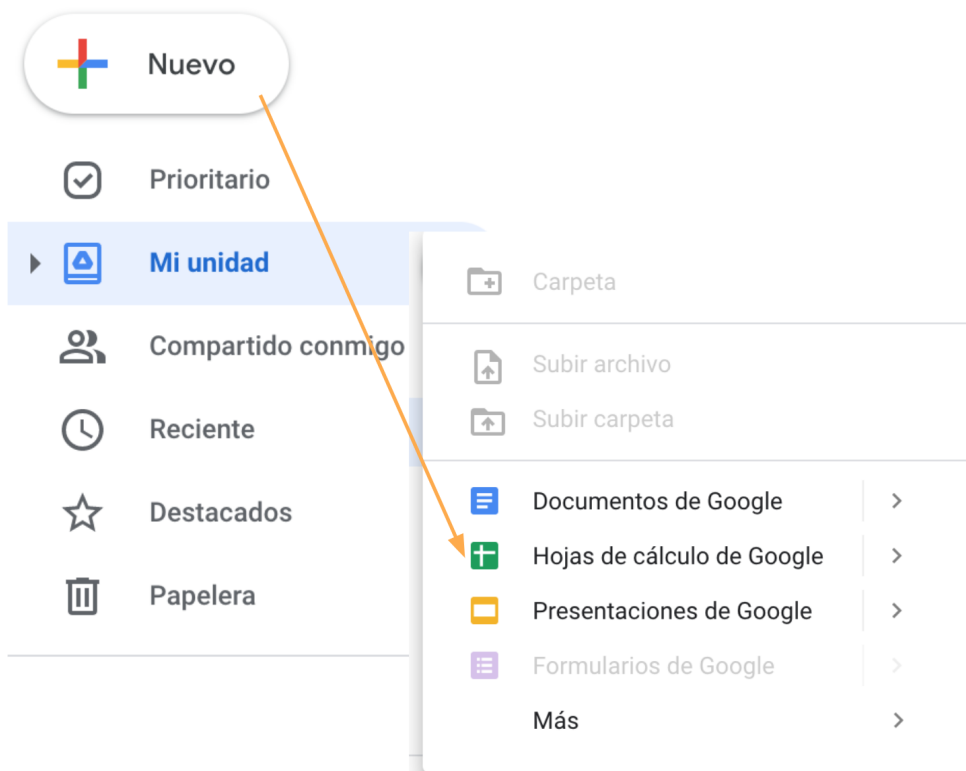 Nuevo
Prioritario
Mi unidad
Compartido conmigo
Reciente
Destacados
Papelera
Carpeta
Subir archivo
Subir carpeta
Documentos de Google
Hojas de cálculo de Google
Presentaciones de Google
Formularios de Google
Más